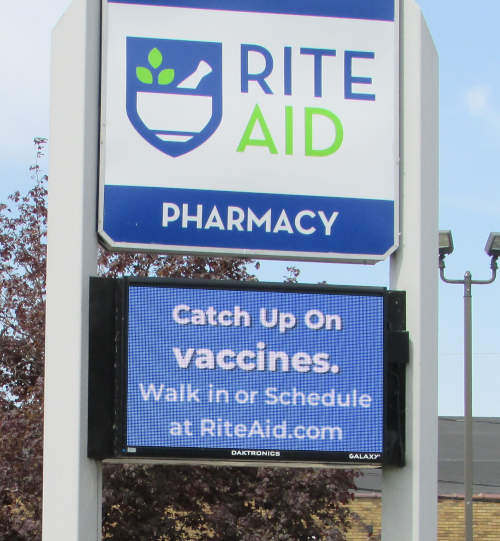 RITE
AID
PHARMACY
Catch Up On
vaccines.
Walk in or Schedule
at RiteAid.com
DAKTRONICS GALAXY